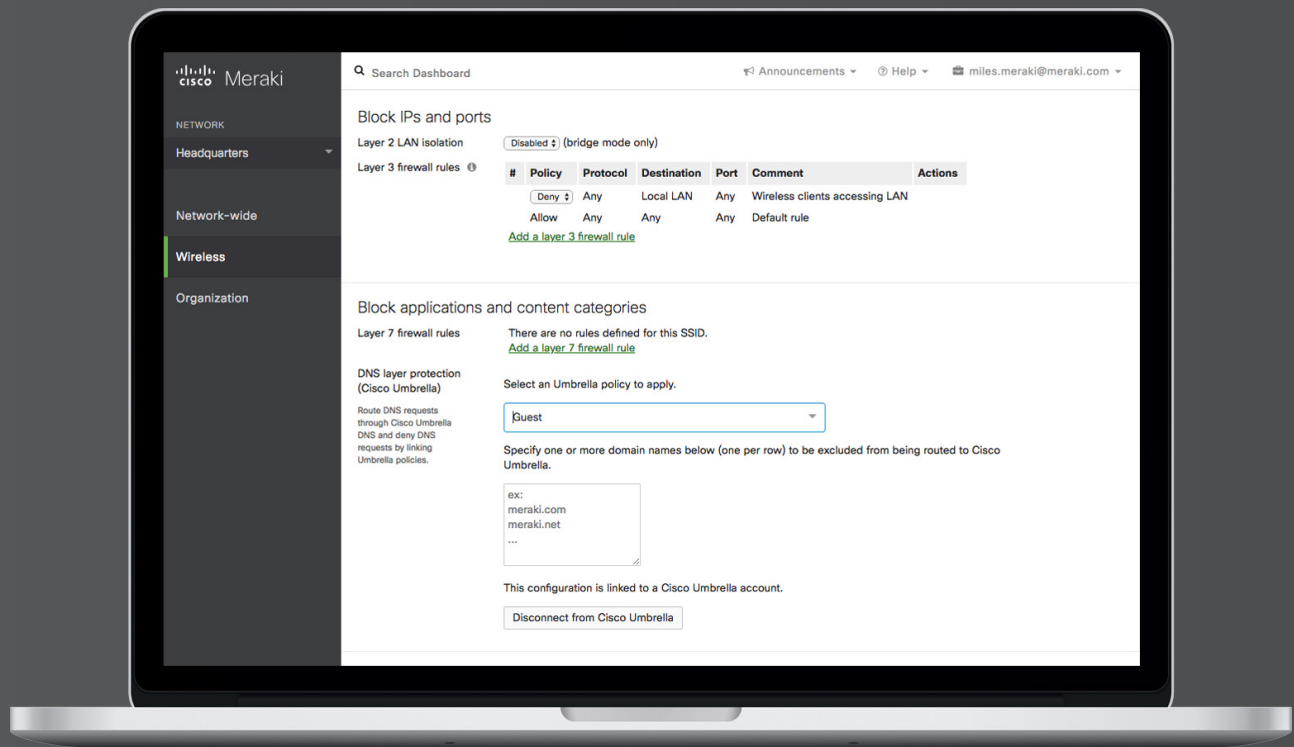 cisco Meraki
Search Dashboard
Announcements
Help
miles.meraki@meraki.com
NETWORK
Headquarters
Network-wide
Wireless
Organization
Block IPs and ports
Layer 2 LAN isolation Disabled (bridge mode only)
Layer 3 firewall rules
# Policy Protocol Destination Port Comment Actions
Deny Any Local LAN Any Wireless clients accessing LAN
Allow Any Any Any Default rule
Add a layer 3 firewall rule
Block applications and content categories
Layer 7 firewall rules There are no rules defined for this SSID.
Add a layer 7 firewall rule
DNS layer protection
(Cisco Umbrella)
Route DNS requests
through Cisco Umbrella
DNS and deny DNS
requests by linking
Umbrella policies.
Select an Umbrella policy to apply.
Guest
Specify one or more domain names below (one per row) to be excluded from being routed to Cisco
Umbrella.
ex:
meraki.com
meraki.net
...
This configuration is linked to a Cisco Umbrella account.
Disconnect from Cisco Umbrella